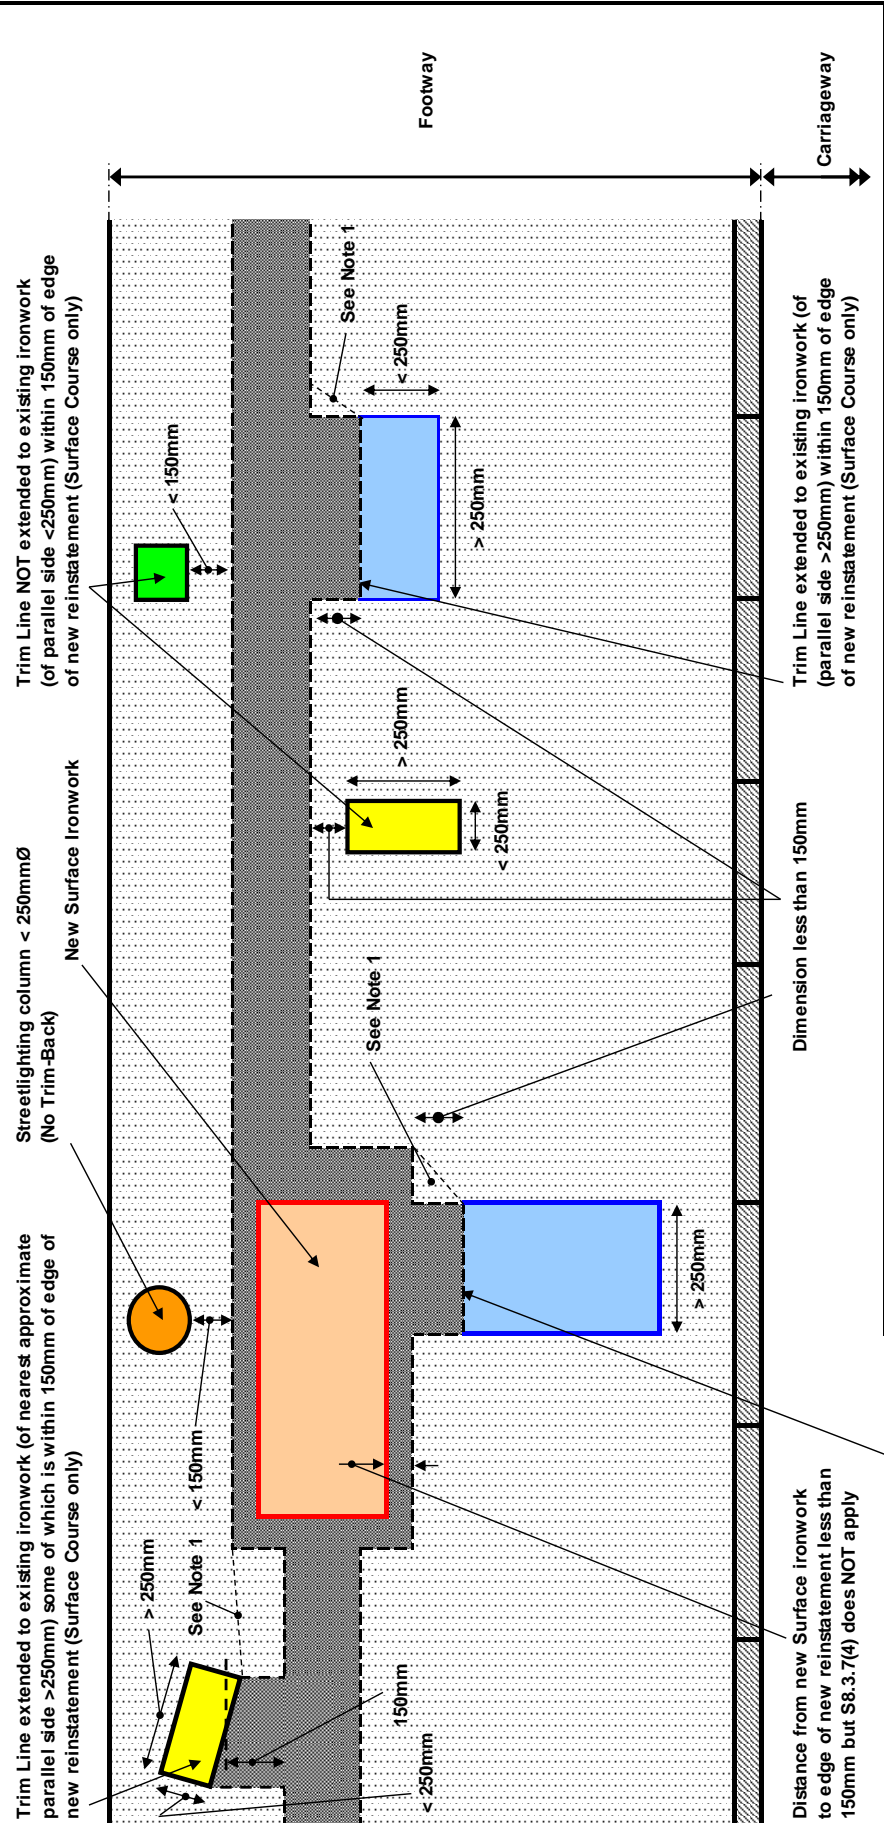 Trim Line extended to existing ironwork (of nearest approximate
parallel side >250mm) some of which is within 150mm of edge of
new reinstatement (Surface Course only)
Streetlighting column < 250mmØ
(No Trim-Back)
New Surface Ironwork
Trim Line NOT extended to existing ironwork
(of parallel side <250mm) within 150mm of edge
of new reinstatement (Surface Course only)
> 250mm
See Note 1
< 150mm
< 150mm
See Note 1
Footway
< 250mm
150mm
See Note 1
> 250mm
< 250mm
< 250mm
> 250mm
> 250mm
Distance from new Surface ironwork
to edge of new reinstatement less than
150mm but S8.3.7(4) does NOT apply
Dimension less than 150mm
Trim Line extended to existing ironwork (of
(parallel side >250mm) within 150mm of edge
of new reinstatement (Surface Course only)
Carriageway